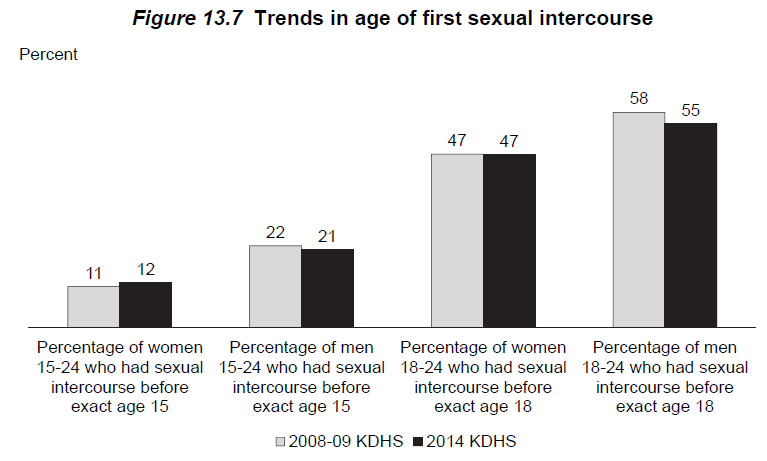 Figure 13.7 Trends in age of first sexual intercourse
Percent
11
12
22
21
47
47
58
55
Percentage of women
15-24 who had sexual
intercourse before
exact age 15
Percentage of men
15-24 who had sexual
intercourse before
exact age 15
Percentage of women
18-24 who had sexual
intercourse before
exact age 18
Percentage of men
18-24 who had sexual
intercourse before
exact age 18
2008-09 KDHS
2014 KDHS